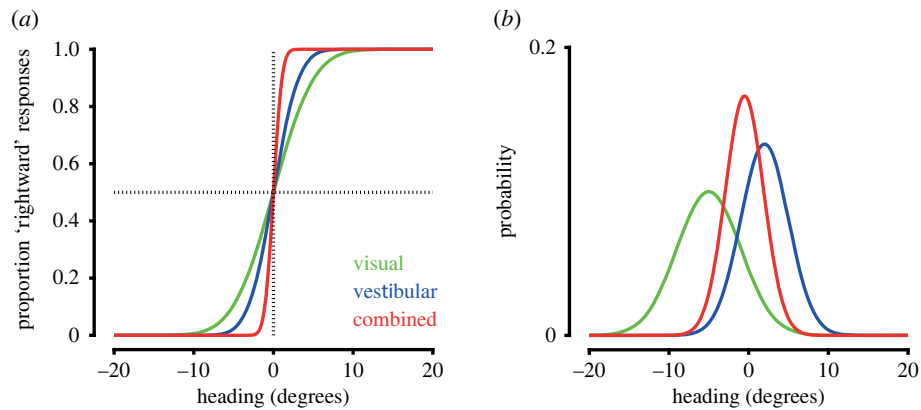 (a)
(b)
proportion 'rightward' responses
1.0
0.8
0.6
0.4
0.2
0
visual
vestibular
combined
–20
–10
0
10
20
heading (degrees)
probability
0.2
0
–20
–10
0
10
20
heading (degrees)